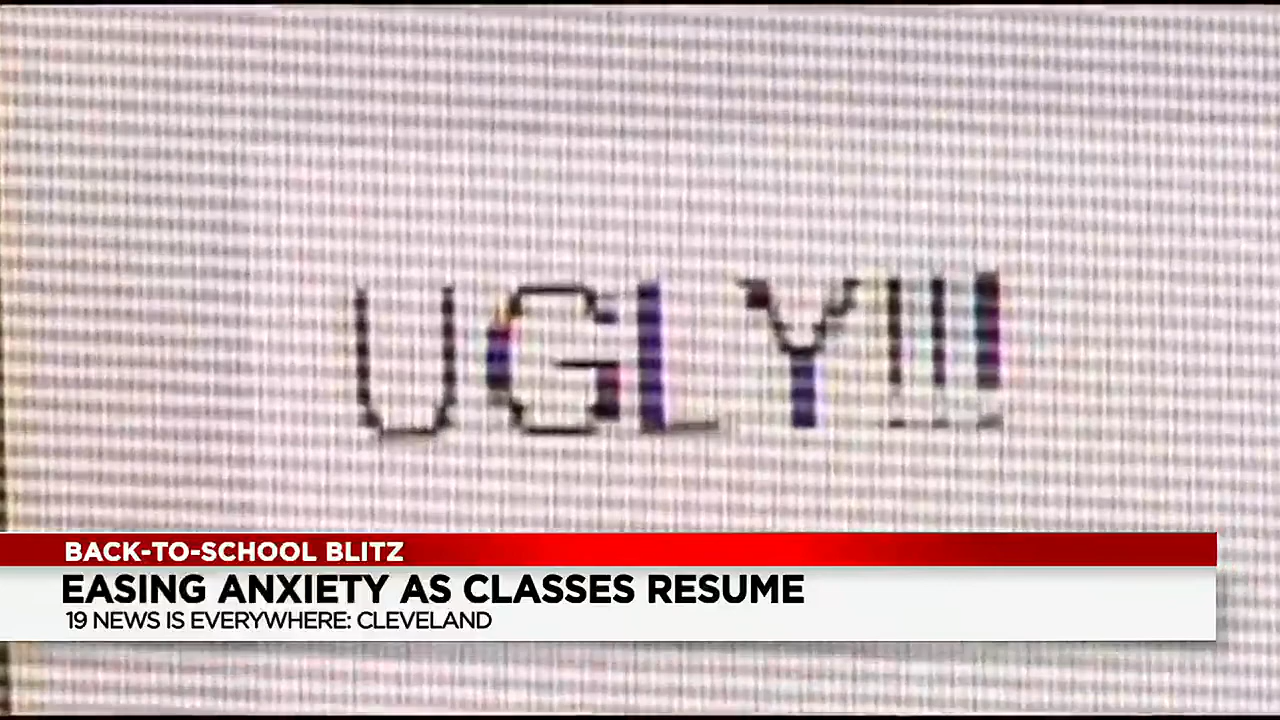 UGLY!!!
BACK-TO-SCHOOL BLITZ
EASING ANXIETY AS CLASSES RESUME
19 NEWS IS EVERYWHERE: CLEVELAND